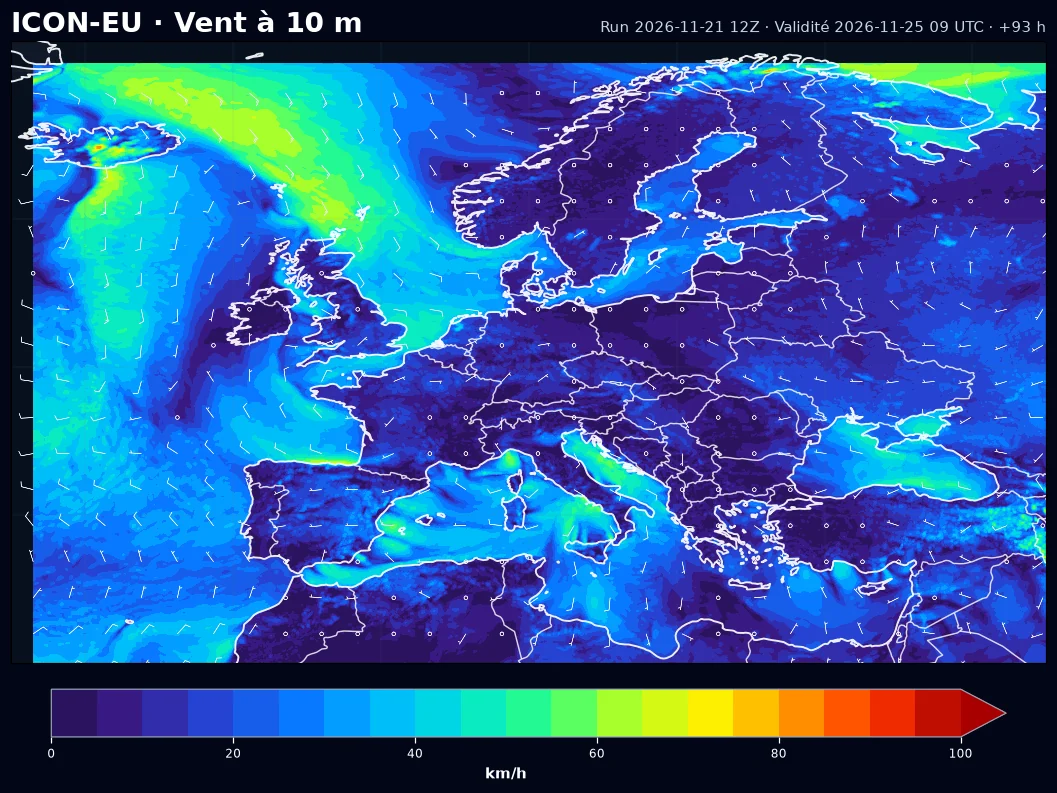 ICON-EU · Vent à 10 m
Run 2026-11-21 12Z · Validité 2026-11-25 09 UTC · +93 h
0 20 40 60 80 100
km/h